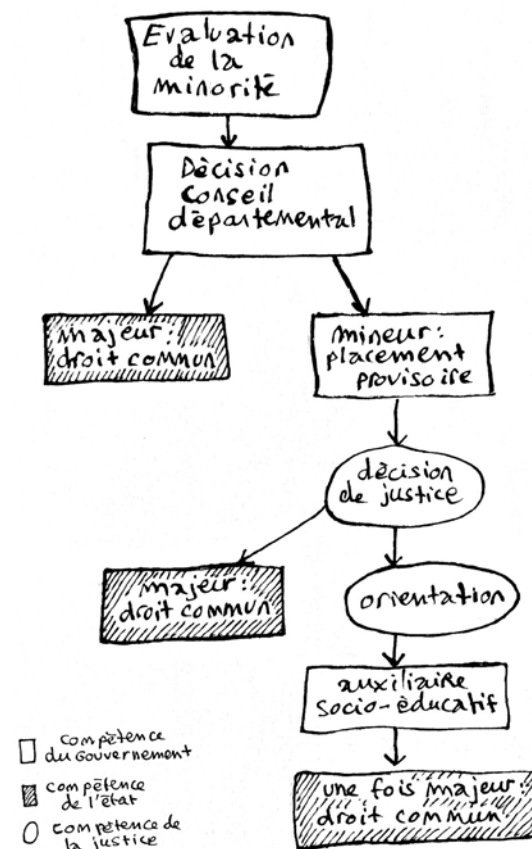 Evaluation
de la
minorité
Décision
conseil
départemental
majeur:
droit commun
mineur:
placement
provisoire
décision
de justice
majeur:
droit commun
orientation
auxiliaire
socio-éducatif
une fois majeur:
droit commun
compétence
du Gouvernement
compétence
de l'état
compétence de
la justice